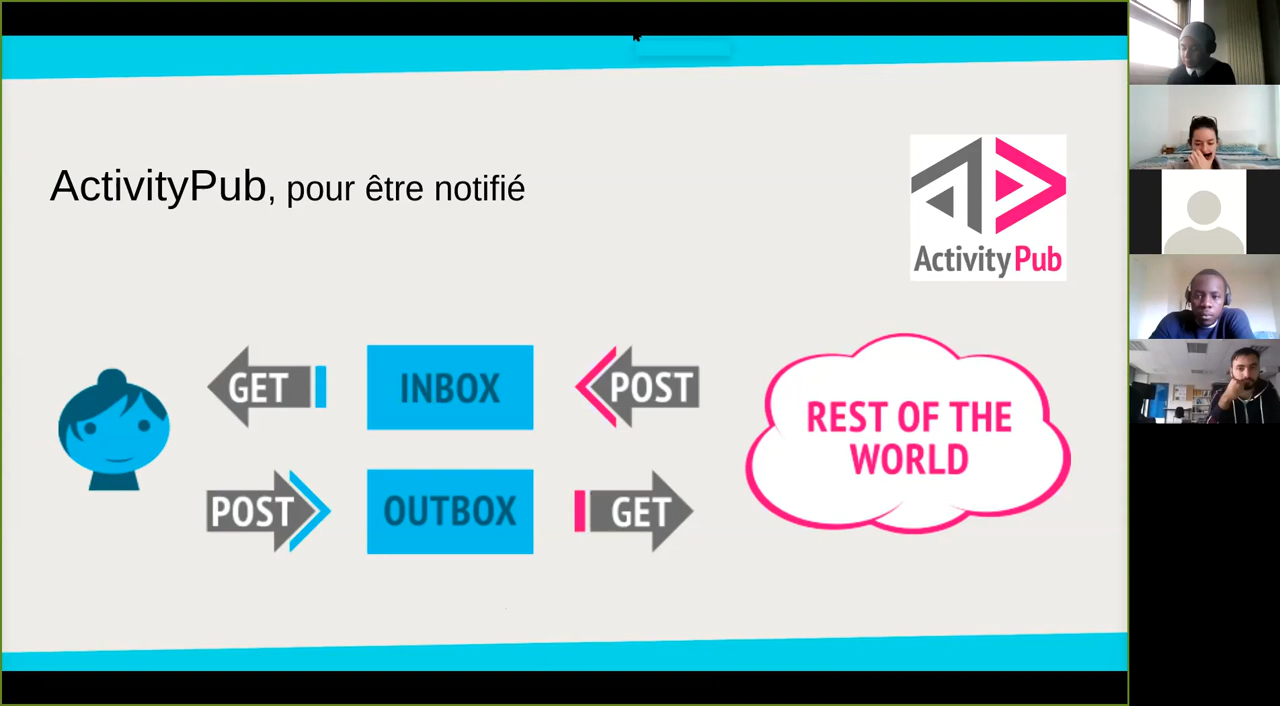 ActivityPub, pour être notifié
ActivityPub
GET
INBOX
POST
REST OF THE
WORLD
POST
OUTBOX
GET